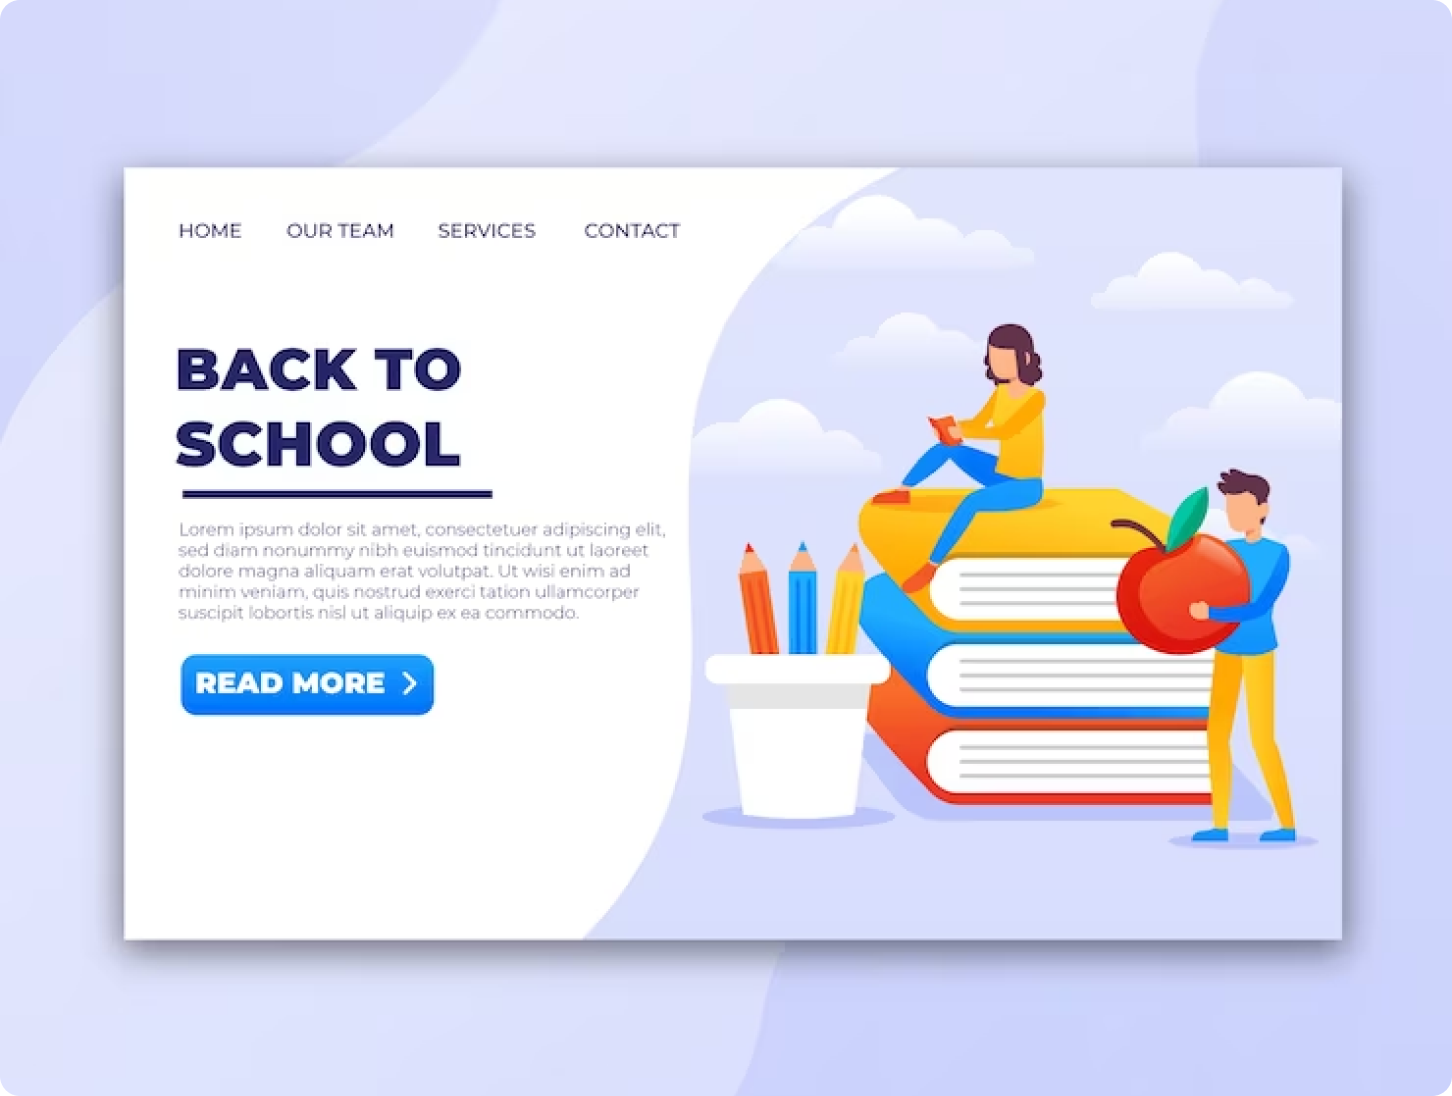 HOME OUR TEAM SERVICES CONTACT
BACK TO
SCHOOL
Lorem ipsum dolor sit amet, consectetuer adipiscing elit,
sed diam nonummy nibh euismod tincidunt ut laoreet
dolore magna aliquam erat volutpat. Ut wisi enim ad
minim veniam, quis nostrud exerci tation ullamcorper
suscipit lobortis nisl ut aliquip ex ea commodo.
READ MORE